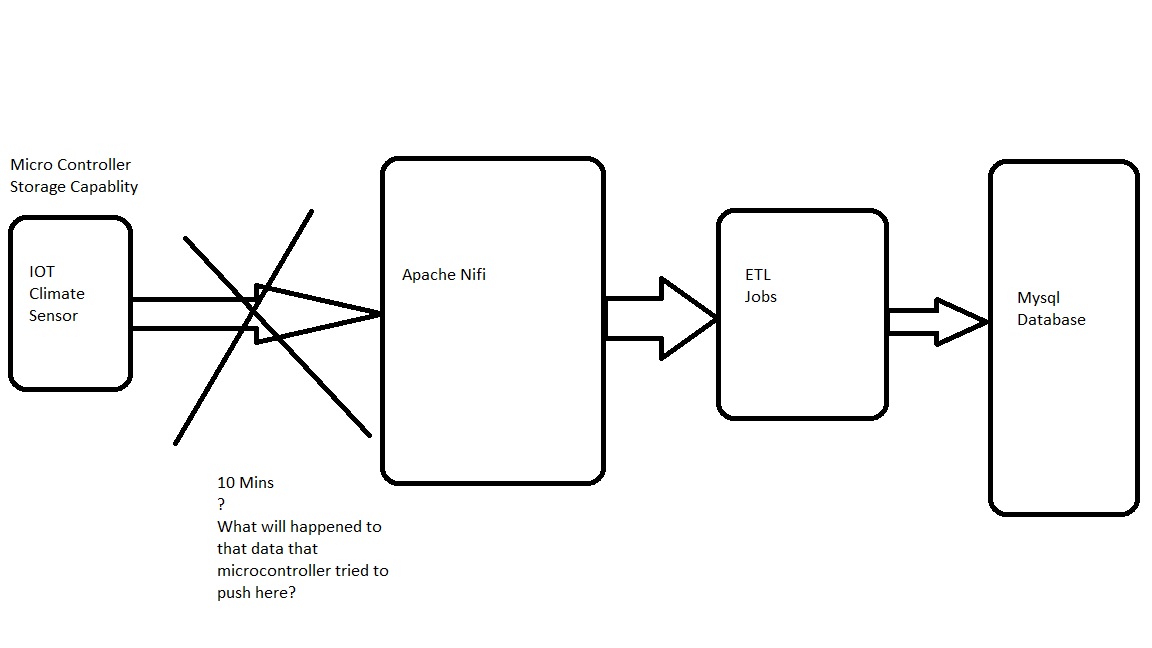 Micro Controller
Storage Capablity
IOT
Climate
Sensor
Apache Nifi
ETL
Jobs
Mysql
Database
10 Mins
?
What will happened to
that data that
microcontroller tried to
push here?